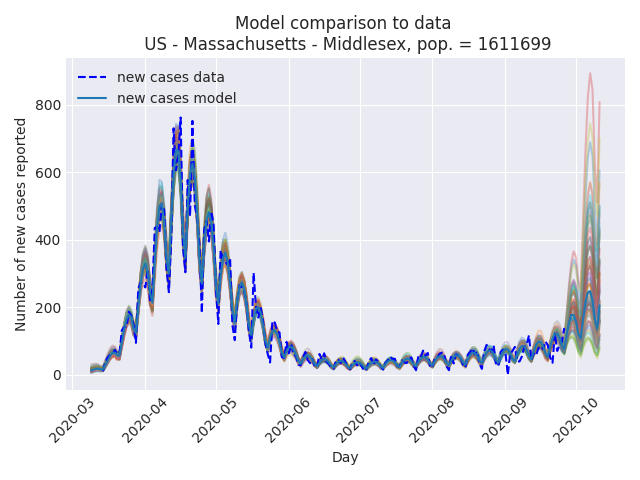 Model comparison to data
US - Massachusetts - Middlesex, pop. = 1611699
new cases data
new cases model
Number of new cases reported
800
600
400
200
0
2020-03
2020-04
2020-05
2020-06
2020-07
2020-08
2020-09
2020-10
Day